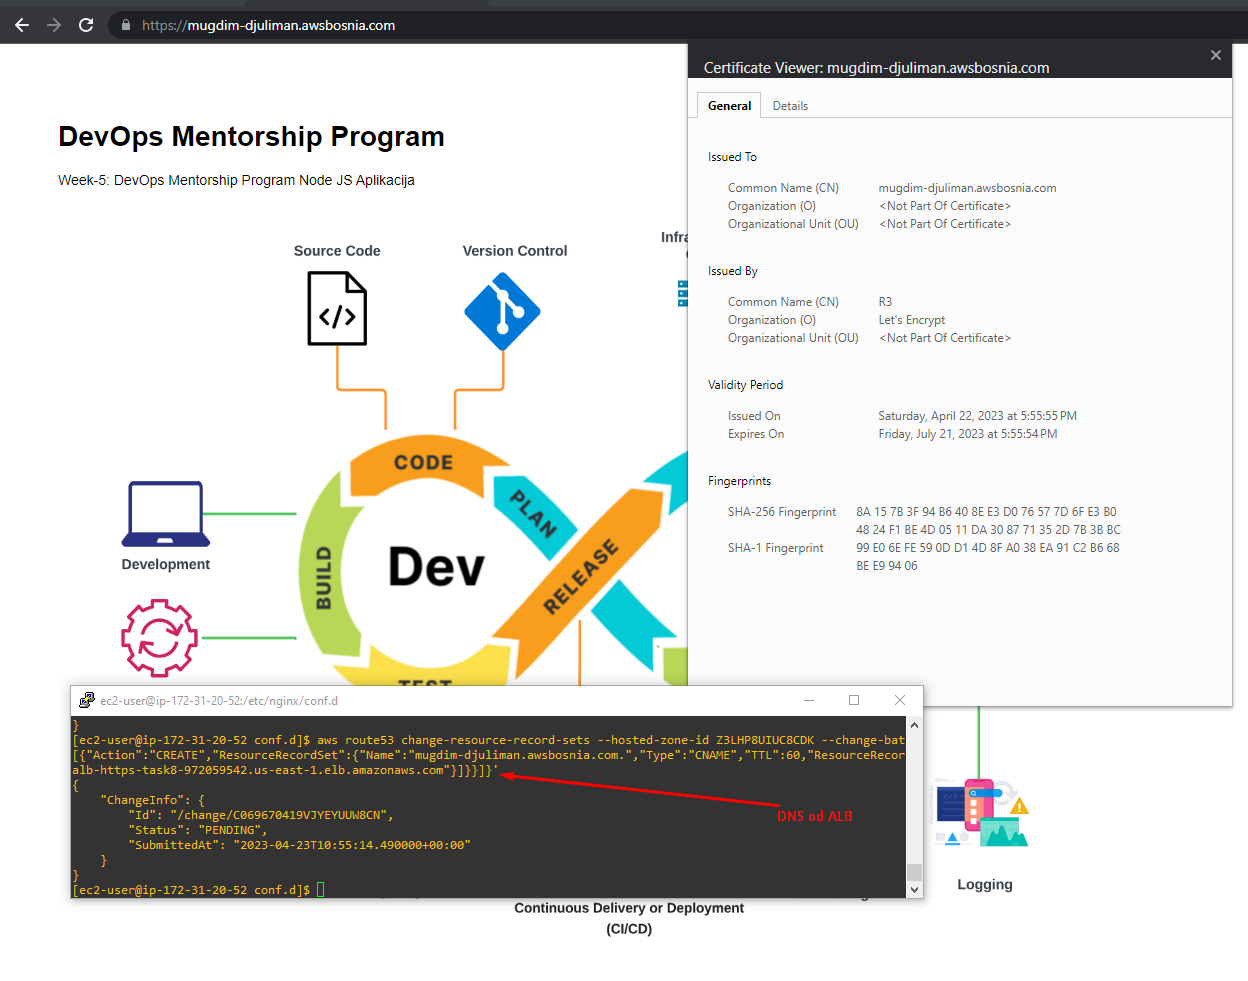 https://mugdim-djuliman.awsbosnia.com
Certificate Viewer: mugdim-djuliman.awsbosnia.com
General
Details
Issued To
Common Name (CN) mugdim-djuliman.awsbosnia.com
Organization (O) <Not Part Of Certificate>
Organizational Unit (OU) <Not Part Of Certificate>
Issued By
Common Name (CN) R3
Organization (O) Let's Encrypt
Organizational Unit (OU) <Not Part Of Certificate>
Validity Period
Issued On Saturday, April 22, 2023 at 5:55:55 PM
Expires On Friday, July 21, 2023 at 5:55:54 PM
Fingerprints
SHA-256 Fingerprint 8A 15 7B 3F 94 B6 40 8E E3 D0 76 57 7D 6F E3 B0
48 24 F1 BE 4D 05 11 DA 30 87 71 35 2D 7B 3B BC
SHA-1 Fingerprint 99 E0 6E FE 59 0D D1 4D 8F A0 38 EA 91 C2 B6 68
BE E9 94 06
DevOps Mentorship Program
Week-5: DevOps Mentorship Program Node JS Aplikacija
Source Code
Version Control
Infra
</>
CODE
PLAN
BUILD
Dev
RELEASE
TEST
Development
ec2-user@ip-172-31-20-52:/etc/nginx/conf.d
}
[ec2-user@ip-172-31-20-52 conf.d]$ aws route53 change-resource-record-sets --hosted-zone-id Z3LHP8UIUC8CDK --change-bat
[{"Action":"CREATE","ResourceRecordSet":{"Name":"mugdim-djuliman.awsbosnia.com.","Type":"CNAME","TTL":60,"ResourceRecor
alb-https-task8-972059542.us-east-1.elb.amazonaws.com"}]}}]}'
{
"ChangeInfo": {
"Id": "/change/C069670419VJYEYUUW8CN",
"Status": "PENDING",
"SubmittedAt": "2023-04-23T10:55:14.490000+00:00"
}
}
[ec2-user@ip-172-31-20-52 conf.d]$
DNS od ALB
Logging
Continuous Delivery or Deployment
(CI/CD)